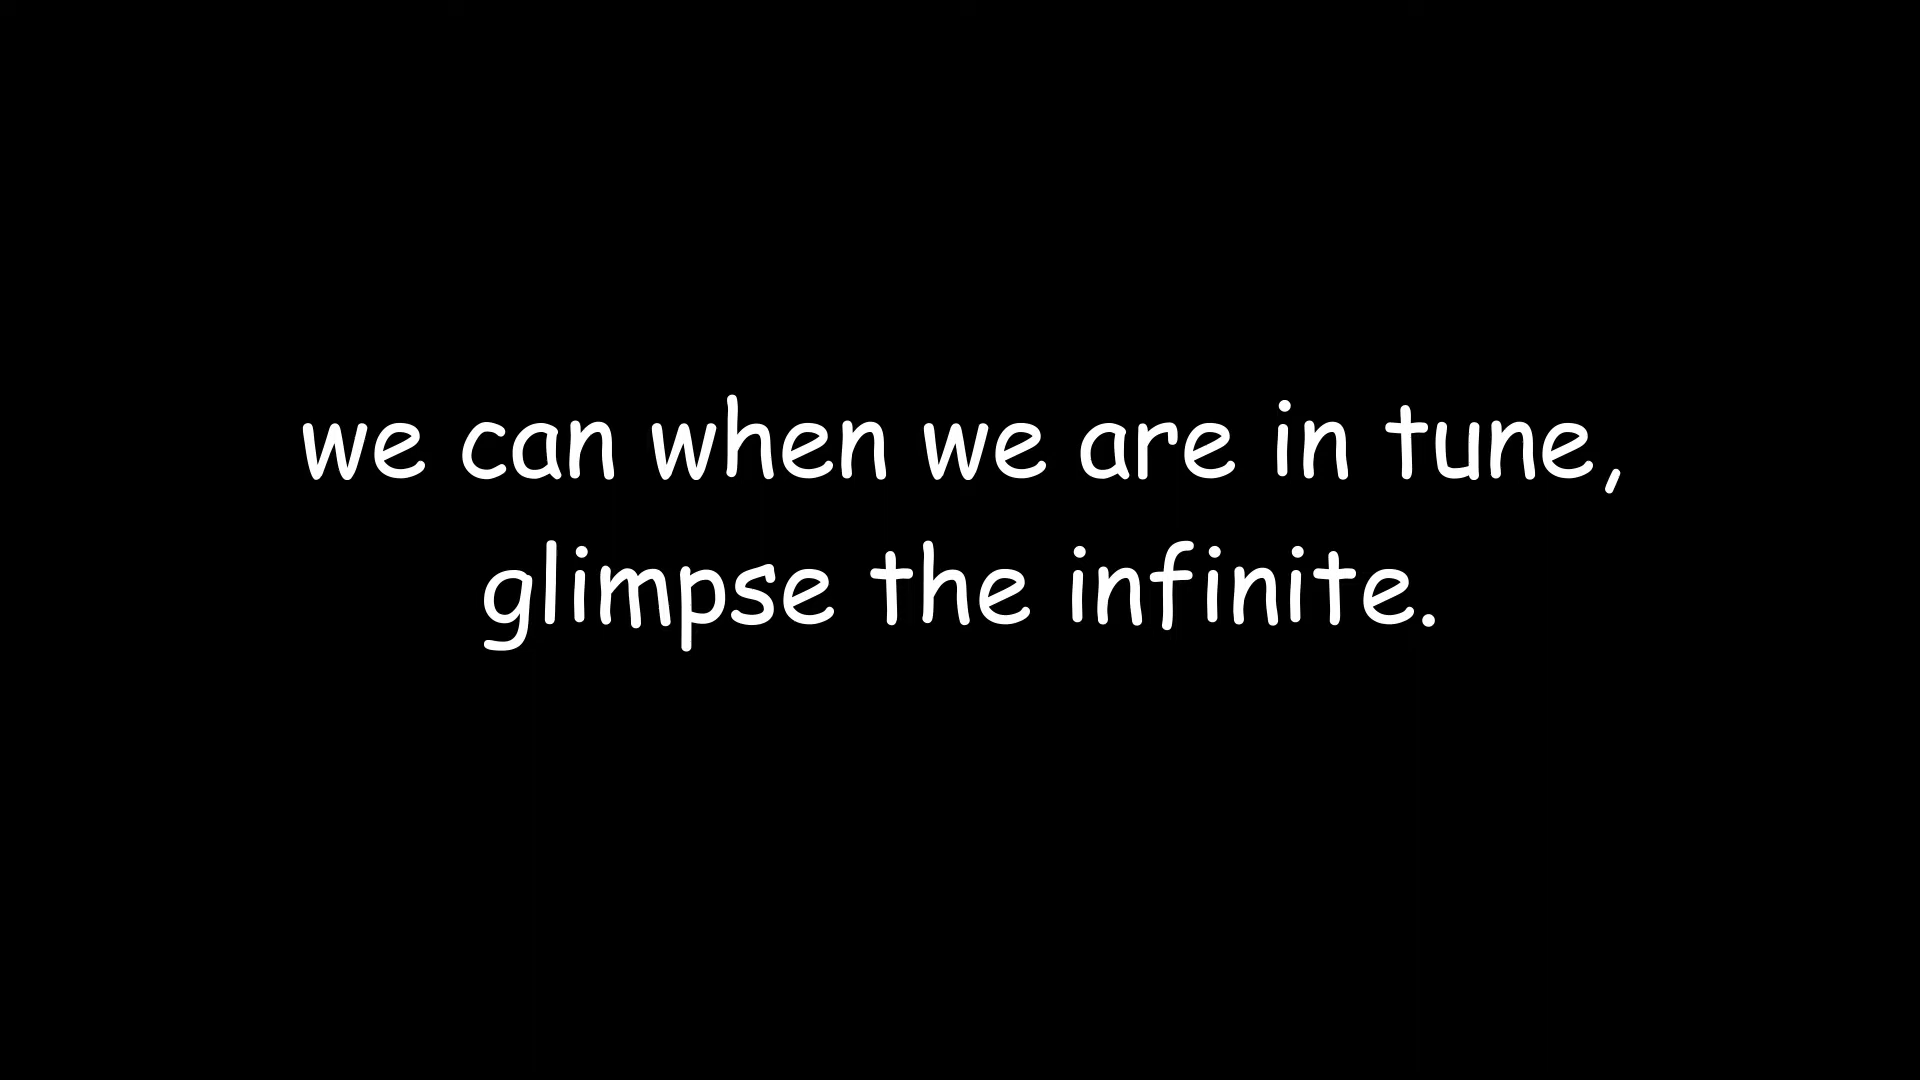 we can when we are in tune,
glimpse the infinite.